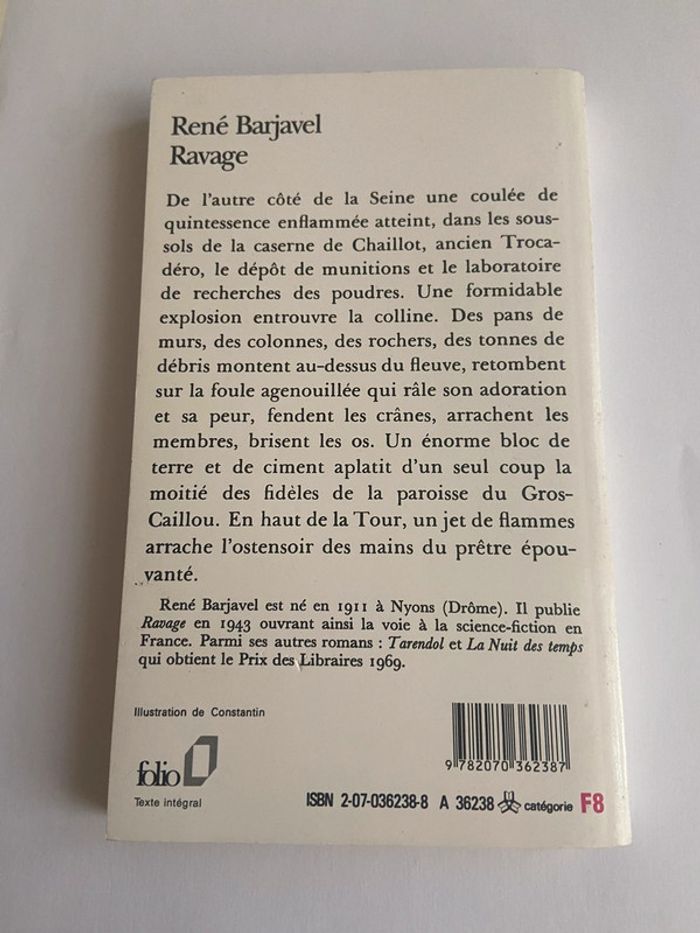 René Barjavel
Ravage
De l'autre côté de la Seine une coulée de
quintessence enflammée atteint, dans les sous-
sols de la caserne de Chaillot, ancien Troca-
déro, le dépôt de munitions et le laboratoire
de recherches des poudres. Une formidable
explosion entrouvre la colline. Des pans de
murs, des colonnes, des rochers, des tonnes de
débris montent au-dessus du fleuve, retombent
sur la foule agenouillée qui râle son adoration
et sa peur, fendent les crânes, arrachent les
membres, brisent les os. Un énorme bloc de
terre et de ciment aplatit d'un seul coup la
moitié des fidèles de la paroisse du Gros-
Caillou. En haut de la Tour, un jet de flammes
arrache l'ostensoir des mains du prêtre épou-
vanté.
René Barjavel est né en 1911 à Nyons (Drôme). Il publie
Ravage en 1943 ouvrant ainsi la voie à la science-fiction en
France. Parmi ses autres romans : Tarendol et La Nuit des temps
qui obtient le Prix des Libraires 1969.
Illustration de Constantin
folio
Texte intégral
9 782070 362387
ISBN 2-07-036238-8 A 36238 catégorie F8